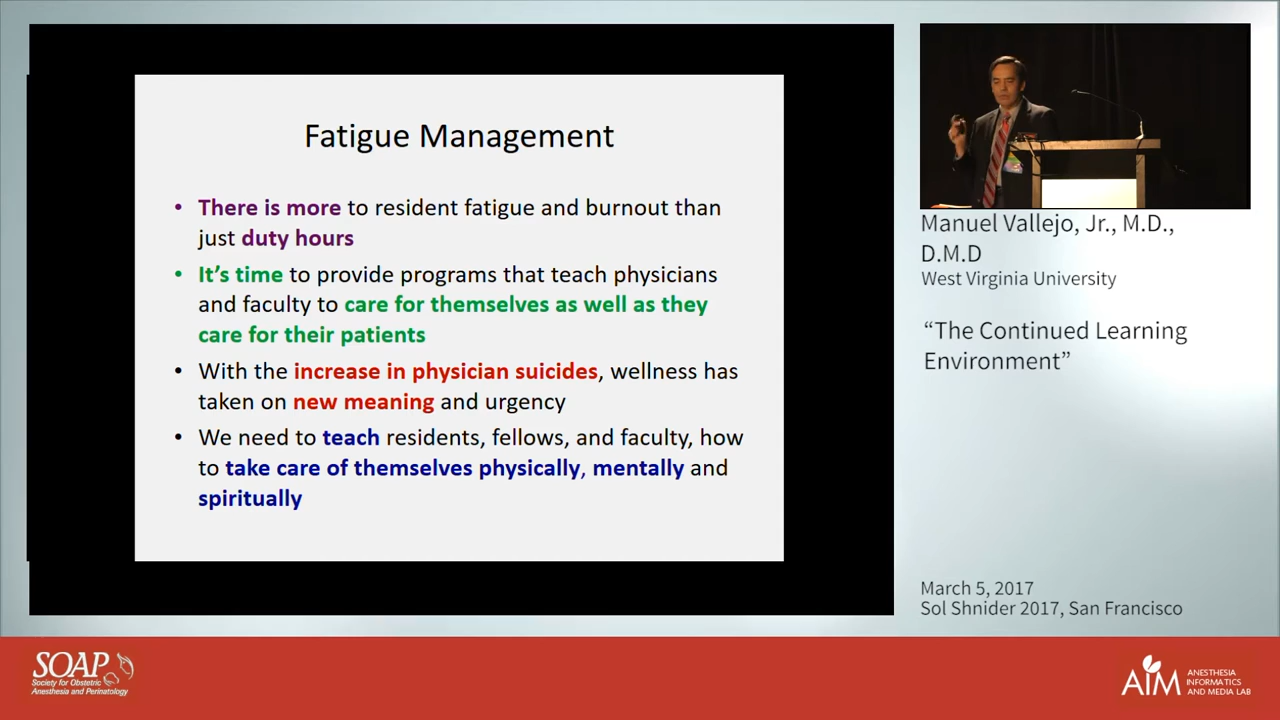 Fatigue Management
• There is more to resident fatigue and burnout than
just duty hours
• It’s time to provide programs that teach physicians
and faculty to care for themselves as well as they
care for their patients
• With the increase in physician suicides, wellness has
taken on new meaning and urgency
• We need to teach residents, fellows, and faculty, how
to take care of themselves physically, mentally and
spiritually
Manuel Vallejo, Jr., M.D.,
D.M.D
West Virginia University
“The Continued Learning
Environment”
March 5, 2017
Sol Shnider 2017, San Francisco
SOAP
Society for Obstetric
Anesthesia and Perinatology
AIM
ANESTHESIA
INFORMATICS
AND MEDIA LAB